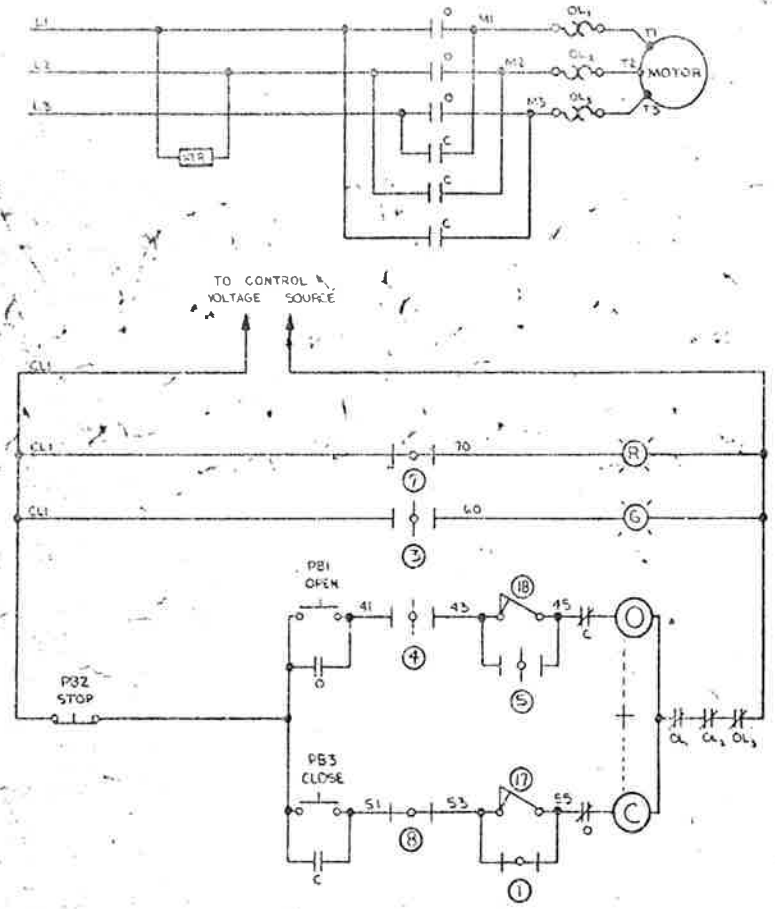 L1
O
M1
OL₁
T1
L2
O
M2
OL₂
T2
MOTOR
L3
O
M3
OL₃
T3
C
C
C
TO CONTROL
VOLTAGE SOURCE
CL1
CL1
70
R
7
CL1
60
G
3
PB1
OPEN
41
43
18
45
C
O
O
4
5
PB2
STOP
OL₁
OL₂
OL₃
PB3
CLOSE
51
53
17
55
O
C
C
8
1